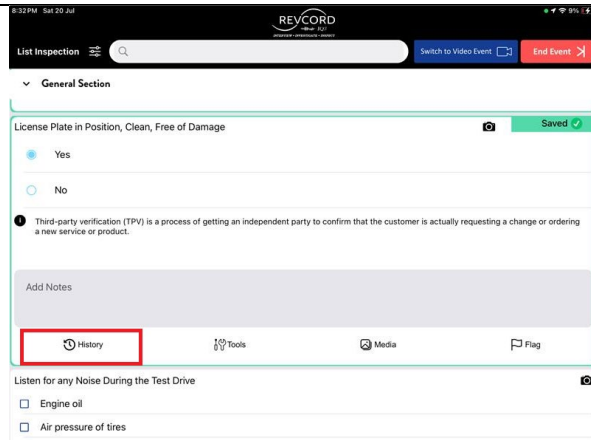 8:32 PM Sat 20 Jul
9%
REVCORD
List Inspection
Switch to Video Event
End Event
General Section
License Plate in Position, Clean, Free of Damage
Saved
Yes
No
Third-party verification (TPV) is a process of getting an independent party to confirm that the customer is actually requesting a change or ordering
a new service or product.
Add Notes
History
Tools
Media
Flag
Listen for any Noise During the Test Drive
Engine oil
Air pressure of tires